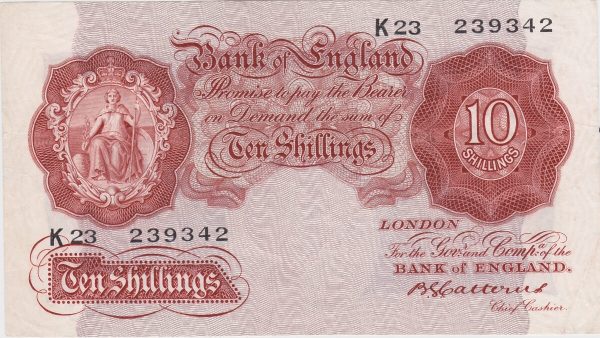 K23 239342
Bank of England
Promise to pay the Bearer
on Demand the sum of
Ten Shillings
10
SHILLINGS
K23 239342
Ten Shillings
LONDON
For the Govr. and Compa. of the
BANK of ENGLAND.
B G Catterns
Chief Cashier.